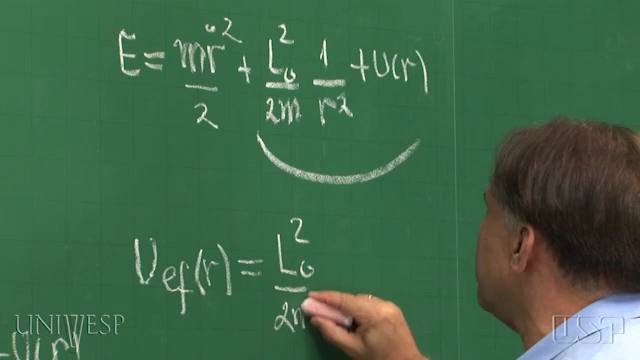 E = mṙ²/2 + L₀²/2m 1/r² + U(r)
U_ef(r) = L₀²/2m
UNIVESP
USP